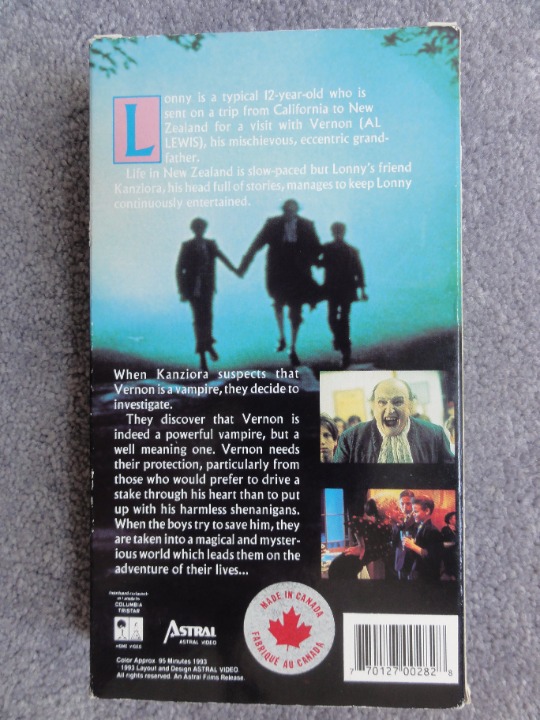 Lonny is a typical 12-year-old who is
sent on a trip from California to New
Zealand for a visit with Vernon (AL
LEWIS), his mischievous, eccentric grand-
father.
Life in New Zealand is slow-paced but Lonny's friend
Kanziora, his head full of stories, manages to keep Lonny
continuously entertained.
When Kanziora suspects that
Vernon is a vampire, they decide to
investigate.
They discover that Vernon is
indeed a powerful vampire, but a
well meaning one. Vernon needs
their protection, particularly from
those who would prefer to drive a
stake through his heart than to put
up with his harmless shenanigans.
When the boys try to save him, they
are taken into a magical and myster-
ious world which leads them on the
adventure of their lives...
COLUMBIA
TRISTAR
HOME VIDEO
ASTRAL
ASTRAL VIDEO
MADE IN CANADA
FABRIQUÉ AU CANADA
Color Approx. 95 Minutes 1993
1993 Layout and Design ASTRAL VIDEO.
All rights reserved. An Astral Films Release.
7 70127 00282 8